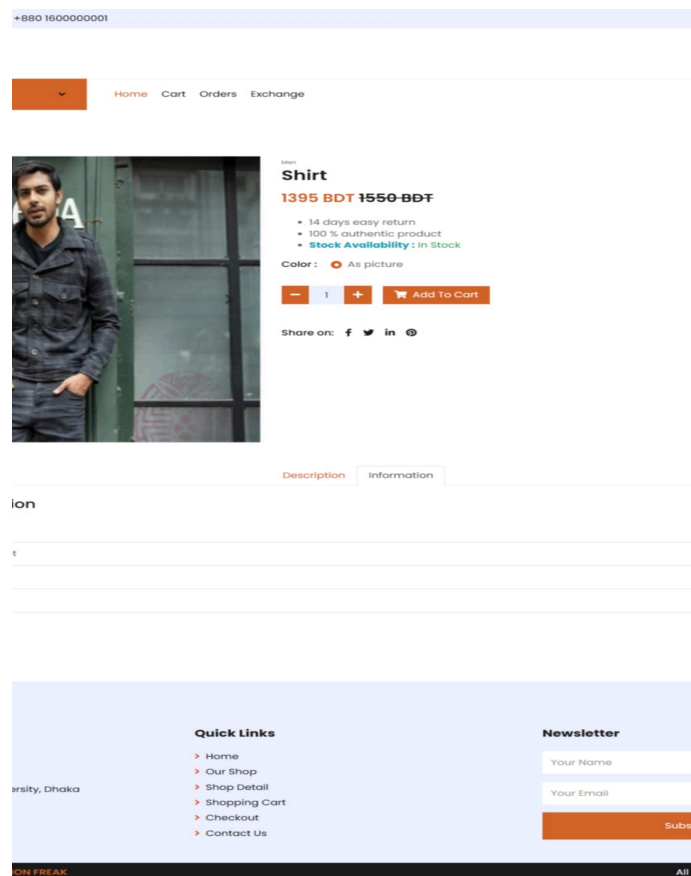 +880 1600000001
Home Cart Orders Exchange
Men
Shirt
1395 BDT 1550 BDT
14 days easy return
100 % authentic product
Stock Availability : In Stock
Color : As picture
1
Add To Cart
Share on:
Description Information
ion
t
Quick Links
Home
Our Shop
Shop Detail
Shopping Cart
Checkout
Contact Us
ersity, Dhaka
Newsletter
Your Name
Your Email
Subs
ION FREAK
All